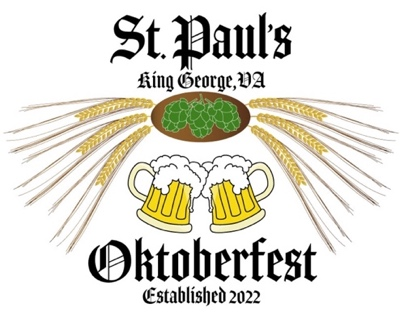 St. Paul's
King George, VA
Oktoberfest
Established 2022